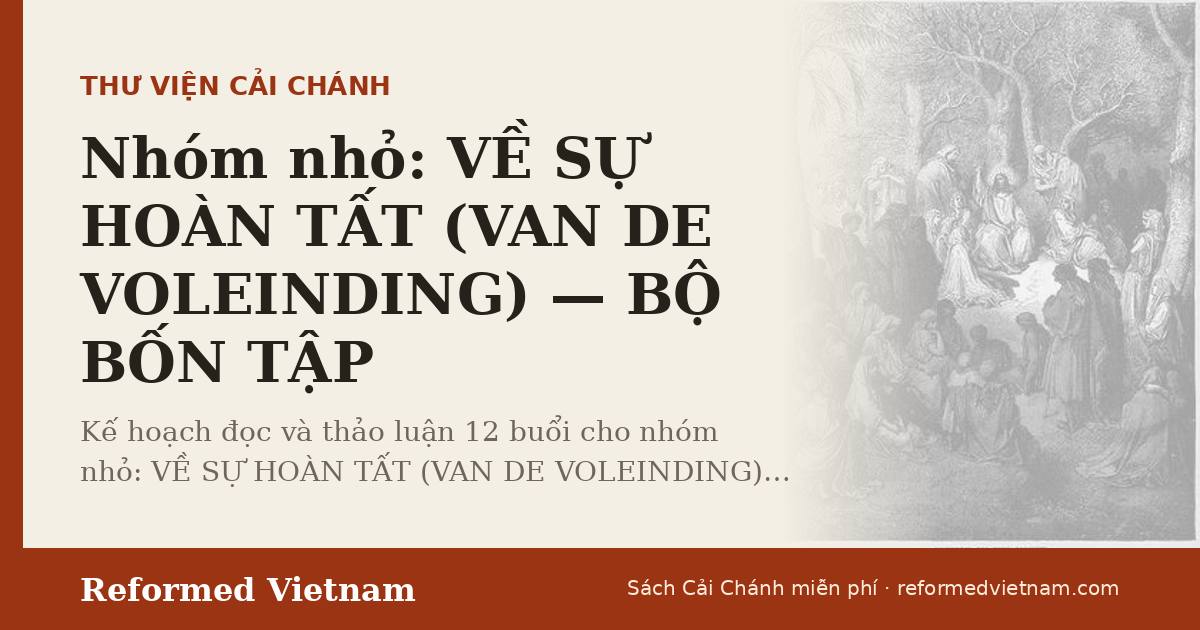 THƯ VIỆN CẢI CHÁNH
Nhóm nhỏ: VỀ SỰ
HOÀN TẤT (VAN DE
VOLEINDING) — BỘ
BỐN TẬP
Kế hoạch đọc và thảo luận 12 buổi cho nhóm
nhỏ: VỀ SỰ HOÀN TẤT (VAN DE VOLEINDING)…
Reformed Vietnam
Sách Cải Chánh miễn phí · reformedvietnam.com